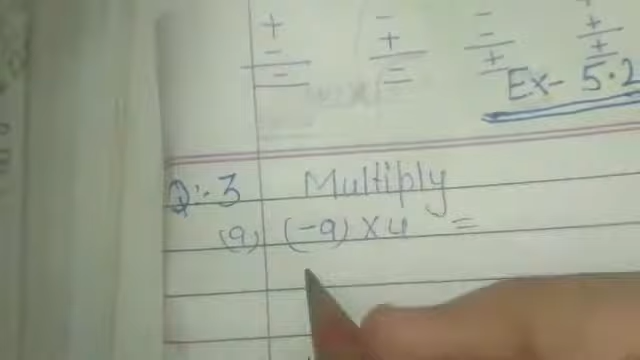 + - - +
- + - +
- - + +
Ex- 5.2
Q:- 3 Multiply
(a) (-9) × 4 =